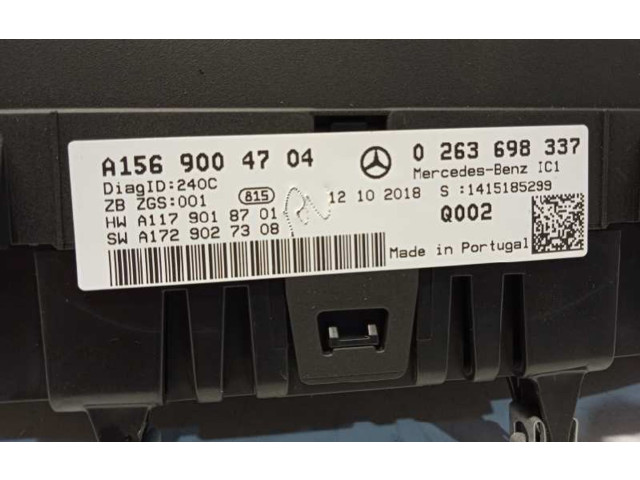 A156 900 47 04 0 263 698 337
DiagID:240C Mercedes-Benz IC1
ZB ZGS:001 815 12 10 2018 S :1415185299
HW A117 901 87 01 Q002
SW A172 902 73 08
Made in Portugal